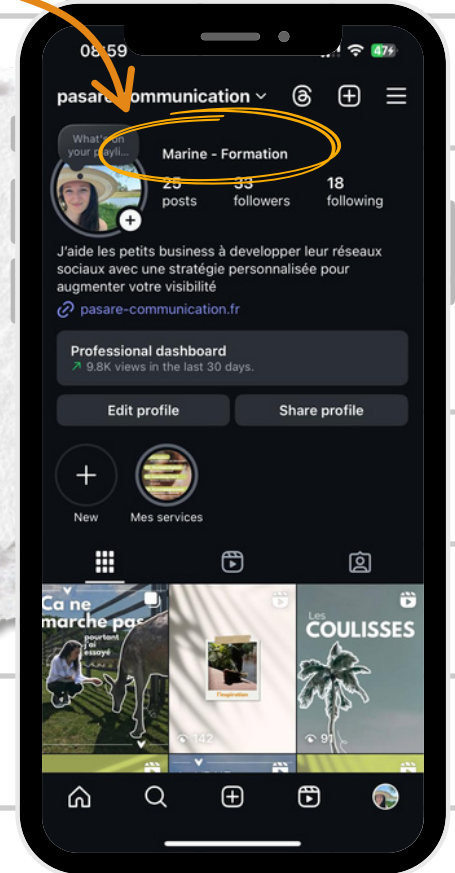 08:59
47
pasare-communication
What's on
your playli...
Marine - Formation
25
33
18
posts
followers
following
J'aide les petits business à developper leur réseaux
sociaux avec une stratégie personnalisée pour
augmenter votre visibilité
pasare-communication.fr
Professional dashboard
9.8K views in the last 30 days.
Edit profile
Share profile
New
Mes services
Ca ne
marche pas
pourtant
j'ai
essayé
l'inspiration
142
Les
COULISSES
91